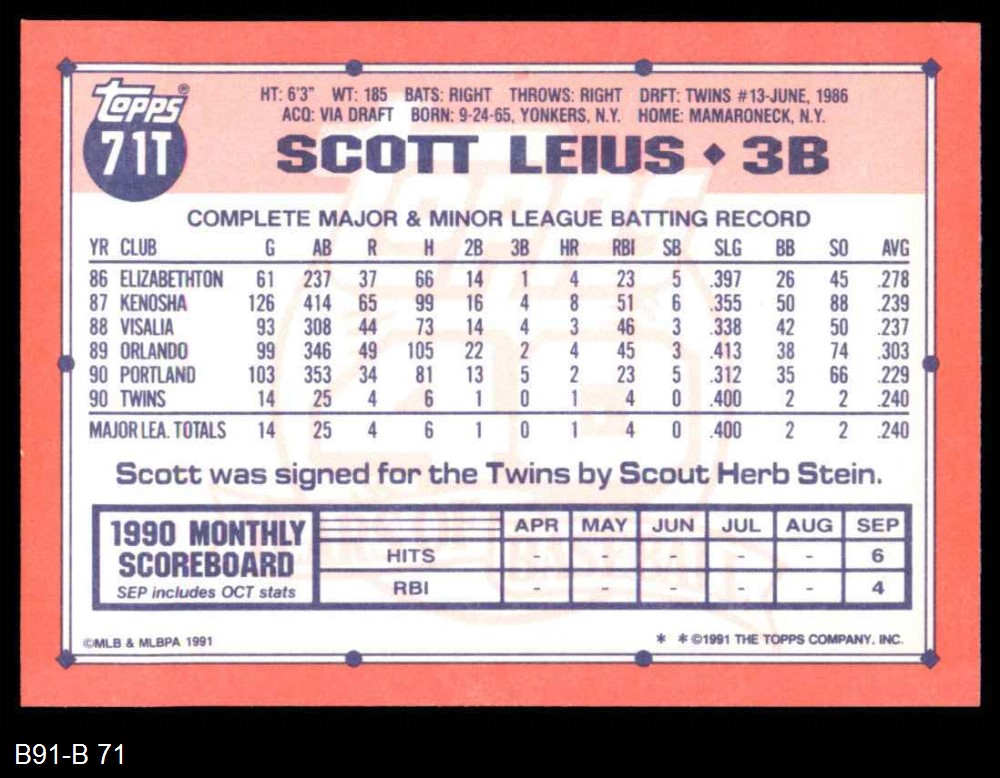 topps®
71T
HT: 6'3" WT: 185 BATS: RIGHT THROWS: RIGHT DRFT: TWINS #13-JUNE, 1986
ACQ: VIA DRAFT BORN: 9-24-65, YONKERS, N.Y. HOME: MAMARONECK, N.Y.
SCOTT LEIUS ◆ 3B
COMPLETE MAJOR & MINOR LEAGUE BATTING RECORD
YR CLUB G AB R H 2B 3B HR RBI SB SLG BB SO AVG
86 ELIZABETHTON 61 237 37 66 14 1 4 23 5 .397 26 45 .278
87 KENOSHA 126 414 65 99 16 4 8 51 6 .355 50 88 .239
88 VISALIA 93 308 44 73 14 4 3 46 3 .338 42 50 .237
89 ORLANDO 99 346 49 105 22 2 4 45 3 .413 38 74 .303
90 PORTLAND 103 353 34 81 13 5 2 23 5 .312 35 66 .229
90 TWINS 14 25 4 6 1 0 1 4 0 .400 2 2 .240
MAJOR LEA. TOTALS 14 25 4 6 1 0 1 4 0 .400 2 2 .240
Scott was signed for the Twins by Scout Herb Stein.
1990 MONTHLY SCOREBOARD
SEP includes OCT stats
APR MAY JUN JUL AUG SEP
HITS - - - - - 6
RBI - - - - - 4
©MLB & MLBPA 1991
* * ©1991 THE TOPPS COMPANY, INC.
B91-B 71